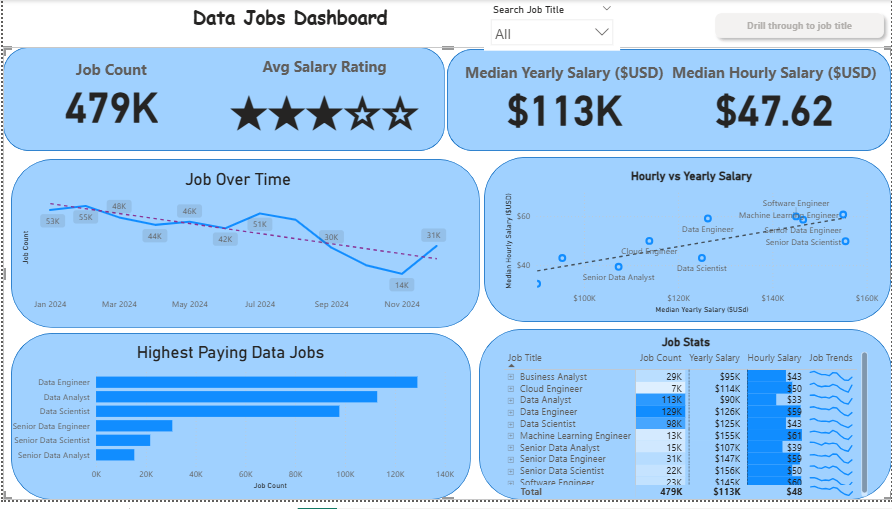 Data Jobs Dashboard
Search Job Title
All
Drill through to job title
Job Count
479K
Avg Salary Rating
Median Yearly Salary ($USD)
$113K
Median Hourly Salary ($USD)
$47.62
Job Over Time
Job Count
53K
55K
48K
44K
46K
42K
51K
30K
14K
31K
Jan 2024
Mar 2024
May 2024
Jul 2024
Sep 2024
Nov 2024
Hourly vs Yearly Salary
Median Hourly Salary ($USD)
$60
$40
Software Engineer
Machine Learning Engineer
Data Engineer
Senior Data Engineer
Senior Data Scientist
Cloud Engineer
Data Scientist
Senior Data Analyst
$100K
$120K
$140K
$160K
Median Yearly Salary ($USd)
Highest Paying Data Jobs
Data Engineer
Data Analyst
Data Scientist
Senior Data Engineer
Senior Data Scientist
Senior Data Analyst
0K 20K 40K 60K 80K 100K 120K 140K
Job Count
Job Stats
Job Title Job Count Yearly Salary Hourly Salary Job Trends
Business Analyst 29K $95K $43
Cloud Engineer 7K $114K $50
Data Analyst 113K $90K $33
Data Engineer 129K $126K $59
Data Scientist 98K $125K $43
Machine Learning Engineer 13K $155K $61
Senior Data Analyst 15K $107K $39
Senior Data Engineer 31K $147K $59
Senior Data Scientist 22K $156K $50
Software Engineer 23K $145K $60
Total 479K $113K $48